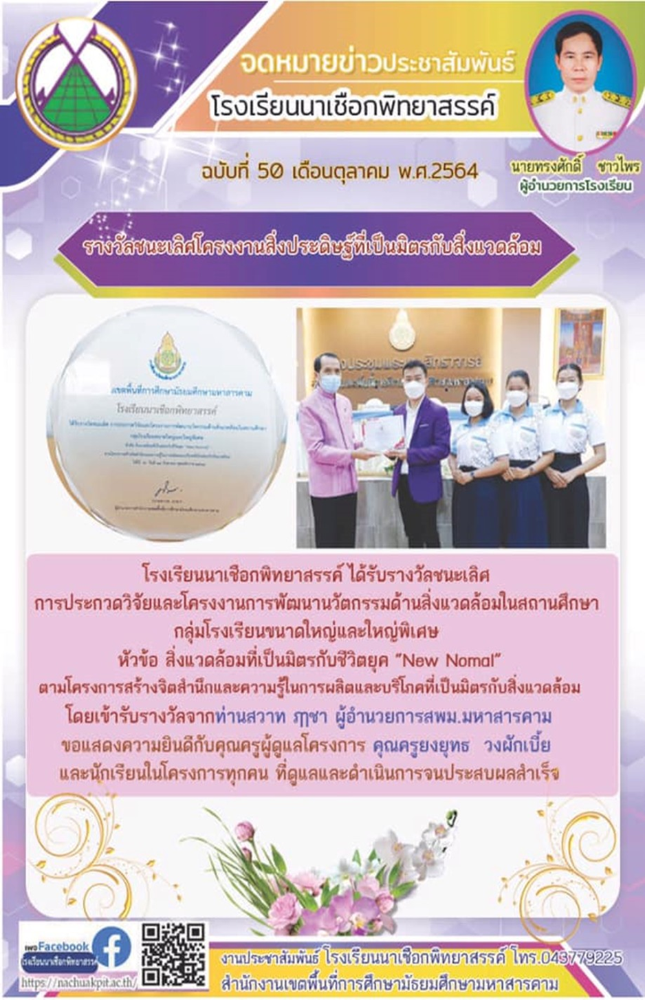 จดหมายข่าวประชาสัมพันธ์
โรงเรียนนาเชือกพิทยาสรรค์
ฉบับที่ 50 เดือนตุลาคม พ.ศ.2564
นายทรงศักดิ์ ชาวไพร
ผู้อำนวยการโรงเรียน
รางวัลชนะเลิศโครงงานสิ่งประดิษฐ์ที่เป็นมิตรกับสิ่งแวดล้อม
เขตพื้นที่การศึกษามัธยมศึกษามหาสารคาม
โรงเรียนนาเชือกพิทยาสรรค์
โรงเรียนนาเชือกพิทยาสรรค์ ได้รับรางวัลชนะเลิศ
การประกวดวิจัยและโครงงานการพัฒนานวัตกรรมด้านสิ่งแวดล้อมในสถานศึกษา
กลุ่มโรงเรียนขนาดใหญ่และใหญ่พิเศษ
หัวข้อ สิ่งแวดล้อมที่เป็นมิตรกับชีวิตยุค "New Nomal"
ตามโครงการสร้างจิตสำนึกและความรู้ในการผลิตและบริโภคที่เป็นมิตรกับสิ่งแวดล้อม
โดยเข้ารับรางวัลจากท่านสวาท ฦๅชา ผู้อำนวยการสพม.มหาสารคาม
ขอแสดงความยินดีกับคุณครูผู้ดูแลโครงการ คุณครูยงยุทธ วงผักเบี้ย
และนักเรียนในโครงการทุกคน ที่ดูแลและดำเนินการจนประสบผลสำเร็จ
เพจFacebook
โรงเรียนนาเชือกพิทยาสรรค์
https://nachuakpit.ac.th/
งานประชาสัมพันธ์ โรงเรียนนาเชือกพิทยาสรรค์ โทร.043779225
สำนักงานเขตพื้นที่การศึกษามัธยมศึกษามหาสารคาม